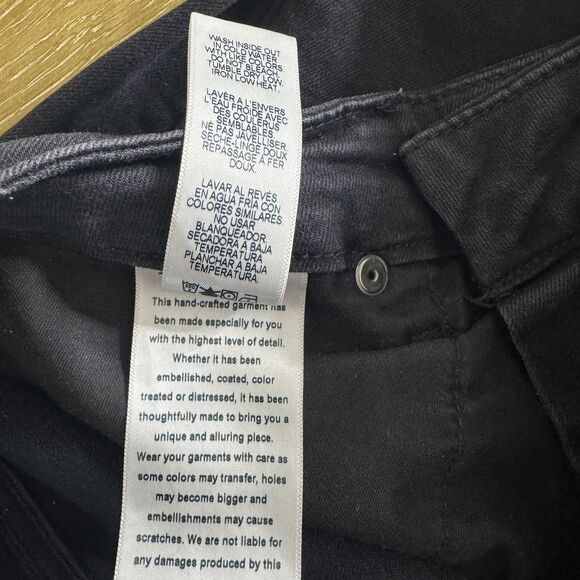 WASH INSIDE OUT
IN COLD WATER
WITH LIKE COLORS.
DO NOT BLEACH.
TUMBLE DRY LOW.
IRON LOW HEAT.
LAVER À L'ENVERS
L'EAU FROIDE AVEC
DES COULERUS
SEMBLABLES.
NE PAS JAVELLISER.
SÈCHE-LINGE DOUX
REPASSAGE À FER
DOUX.
LAVAR AL REVÉS
EN AGUA FRÍA CON
COLORES SIMILARES.
NO USAR
BLANQUEADOR
SECADORA A BAJA
TEMPERATURA
PLANCHAR A BAJA
TEMPERATURA.
This hand-crafted garment has
been made especially for you
with the highest level of detail.
Whether it has been
embellished, coated, color
treated or distressed, it has been
thoughtfully made to bring you a
unique and alluring piece.
Wear your garments with care as
some colors may transfer, holes
may become bigger and
embellishments may cause
scratches. We are not liable for
any damages produced by this